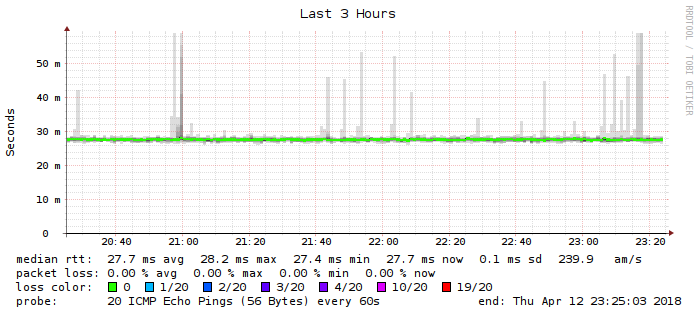 Last 3 Hours
RRDTOOL / TOBI OETIKER
Seconds
50 m
40 m
30 m
20 m
10 m
0
20:40 21:00 21:20 21:40 22:00 22:20 22:40 23:00 23:20
median rtt: 27.7 ms avg 28.2 ms max 27.4 ms min 27.7 ms now 0.1 ms sd 239.9 am/s
packet loss: 0.00 % avg 0.00 % max 0.00 % min 0.00 % now
loss color: 0 1/20 2/20 3/20 4/20 10/20 19/20
probe: 20 ICMP Echo Pings (56 Bytes) every 60s end: Thu Apr 12 23:25:03 2018